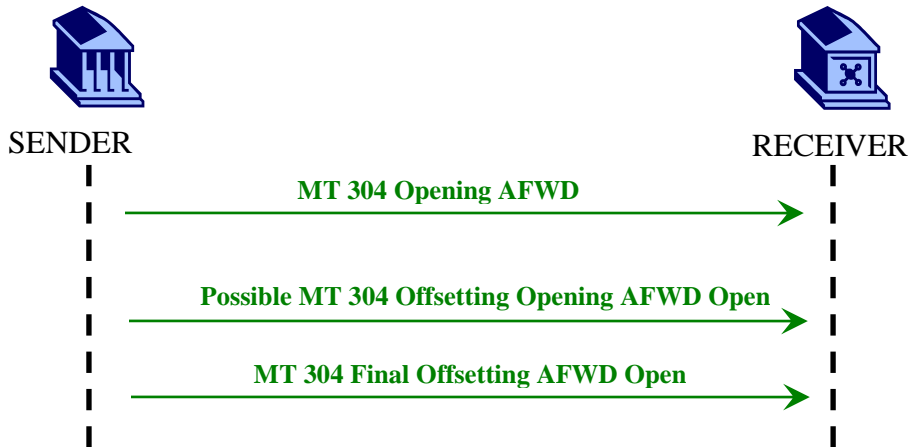 SENDER
RECEIVER
MT 304 Opening AFWD
Possible MT 304 Offsetting Opening AFWD Open
MT 304 Final Offsetting AFWD Open